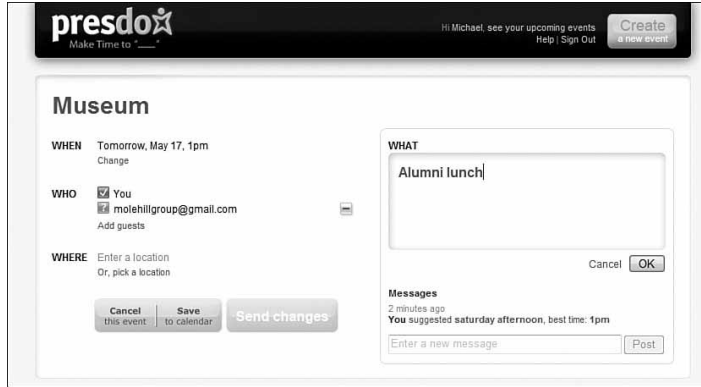 presdo
Make Time to "____"
Hi Michael, see your upcoming events
Help | Sign Out
Create
a new event
Museum
WHEN Tomorrow, May 17, 1pm
Change
WHO You
? molehillgroup@gmail.com
Add guests
WHERE Enter a location
Or, pick a location
Cancel
this event
Save
to calendar
Send changes
WHAT
Alumni lunch
Cancel OK
Messages
2 minutes ago
You suggested saturday afternoon, best time: 1pm
Enter a new message Post